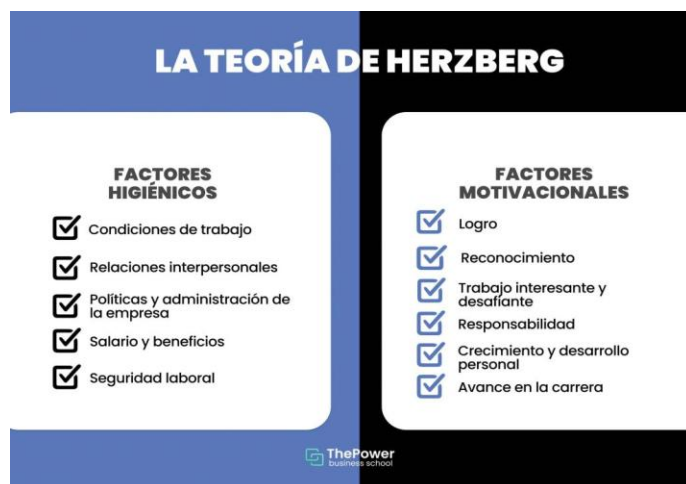 LA TEORÍA DE HERZBERG
FACTORES
HIGIÉNICOS
Condiciones de trabajo
Relaciones interpersonales
Políticas y administración de
la empresa
Salario y beneficios
Seguridad laboral
FACTORES
MOTIVACIONALES
Logro
Reconocimiento
Trabajo interesante y
desafiante
Responsabilidad
Crecimiento y desarrollo
personal
Avance en la carrera
ThePower
business school